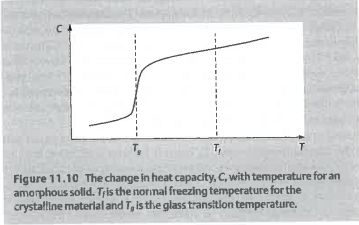 C
T_g T_f T
Figure 11.10 The change in heat capacity, C, with temperature for an
amorphous solid. T_f is the normal freezing temperature for the
crystalline material and T_g is the glass transition temperature.